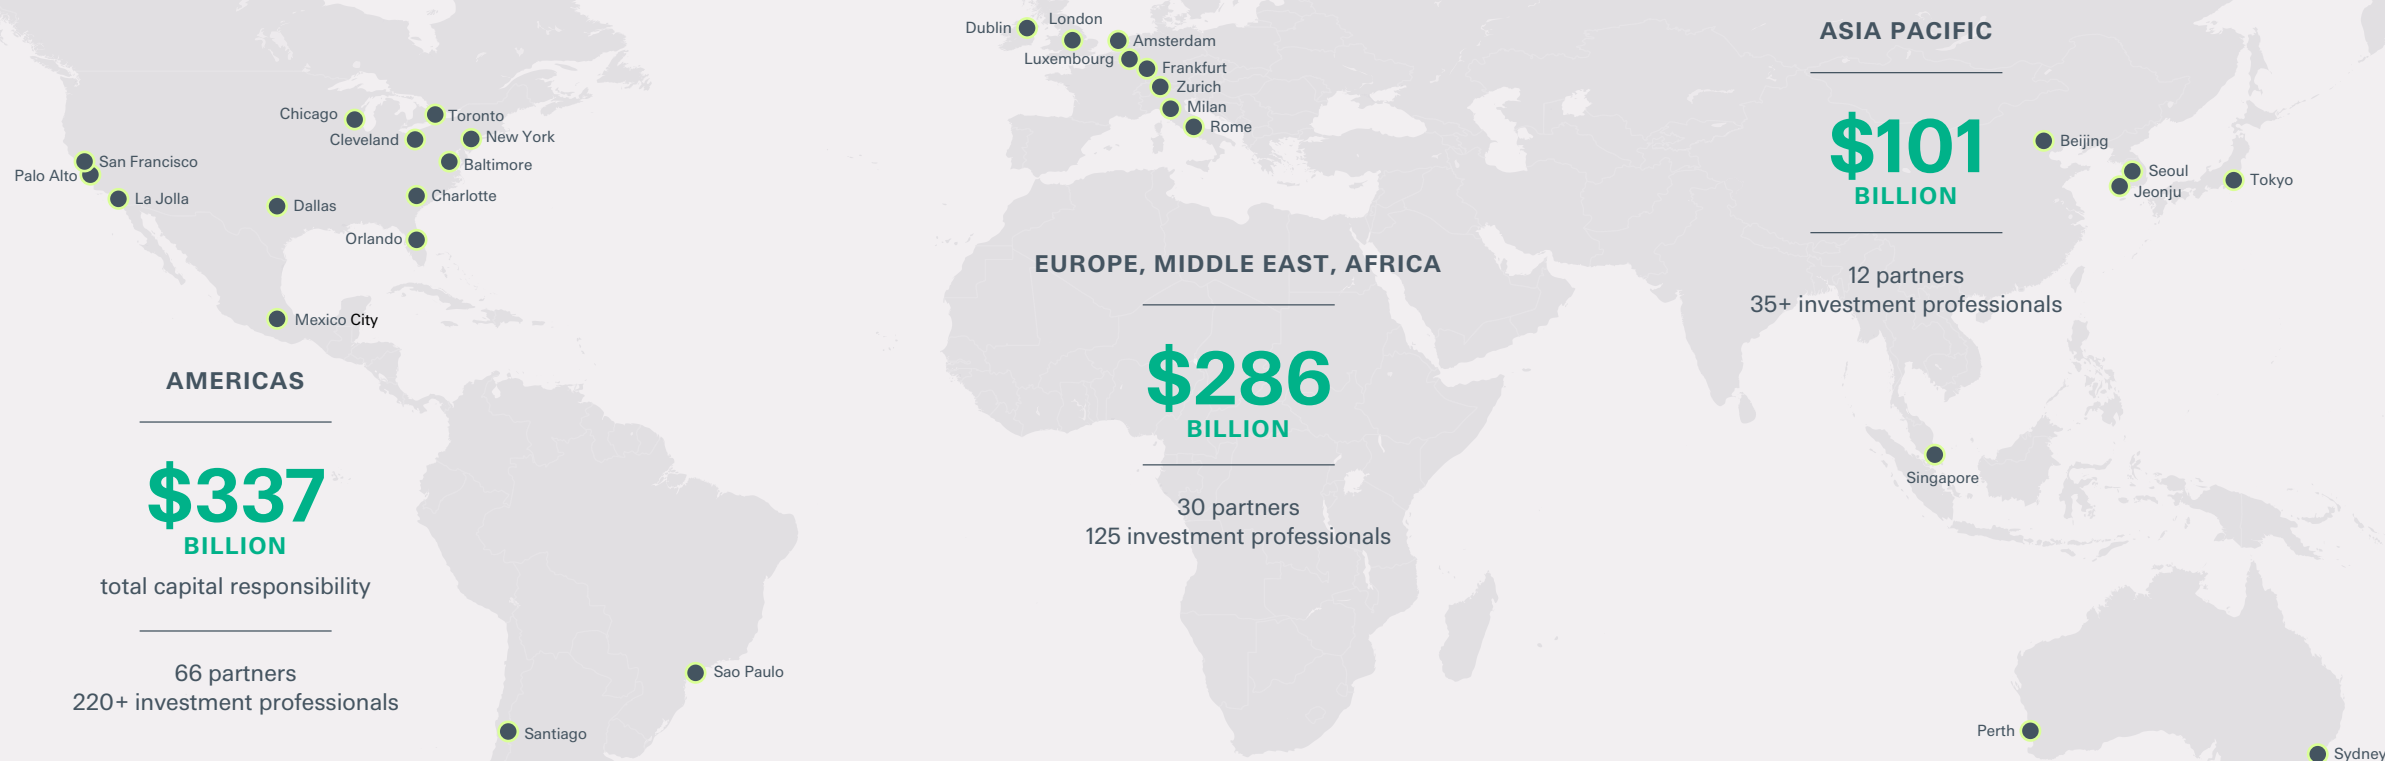 Chicago
Toronto
Cleveland
New York
San Francisco
Baltimore
Palo Alto
La Jolla
Charlotte
Dallas
Orlando
Mexico City
AMERICAS
$337
BILLION
total capital responsibility
66 partners
220+ investment professionals
Sao Paulo
Santiago
London
Dublin
Amsterdam
Luxembourg
Frankfurt
Zurich
Milan
Rome
EUROPE, MIDDLE EAST, AFRICA
$286
BILLION
30 partners
125 investment professionals
ASIA PACIFIC
$101
BILLION
12 partners
35+ investment professionals
Beijing
Seoul
Tokyo
Jeonju
Singapore
Perth
Sydney